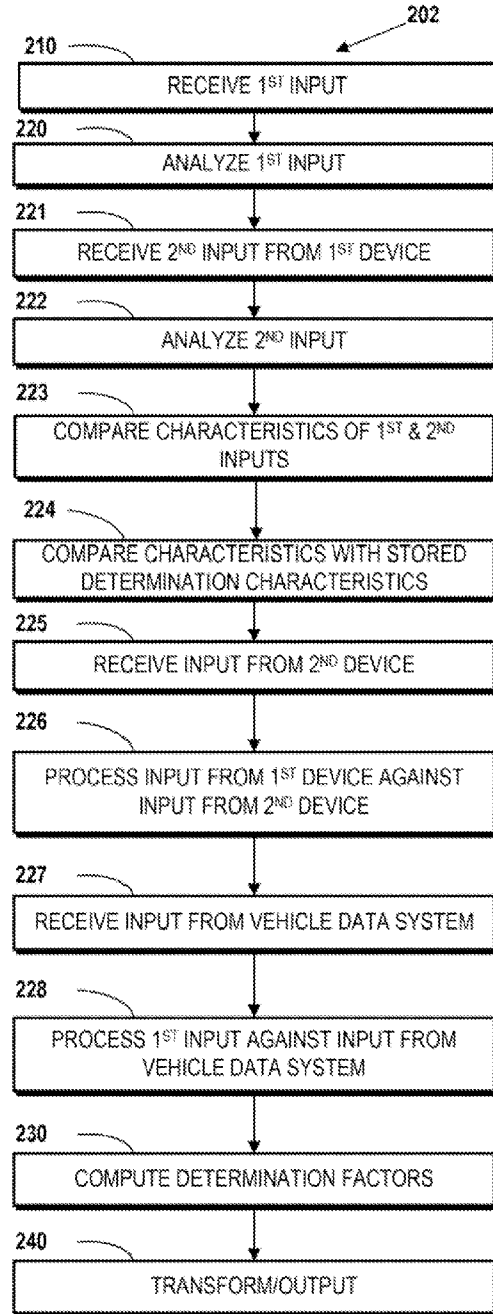 202
210
RECEIVE 1ST INPUT
220
ANALYZE 1ST INPUT
221
RECEIVE 2ND INPUT FROM 1ST DEVICE
222
ANALYZE 2ND INPUT
223
COMPARE CHARACTERISTICS OF 1ST & 2ND
INPUTS
224
COMPARE CHARACTERISTICS WITH STORED
DETERMINATION CHARACTERISTICS
225
RECEIVE INPUT FROM 2ND DEVICE
226
PROCESS INPUT FROM 1ST DEVICE AGAINST
INPUT FROM 2ND DEVICE
227
RECEIVE INPUT FROM VEHICLE DATA SYSTEM
228
PROCESS 1ST INPUT AGAINST INPUT FROM
VEHICLE DATA SYSTEM
230
COMPUTE DETERMINATION FACTORS
240
TRANSFORM/OUTPUT